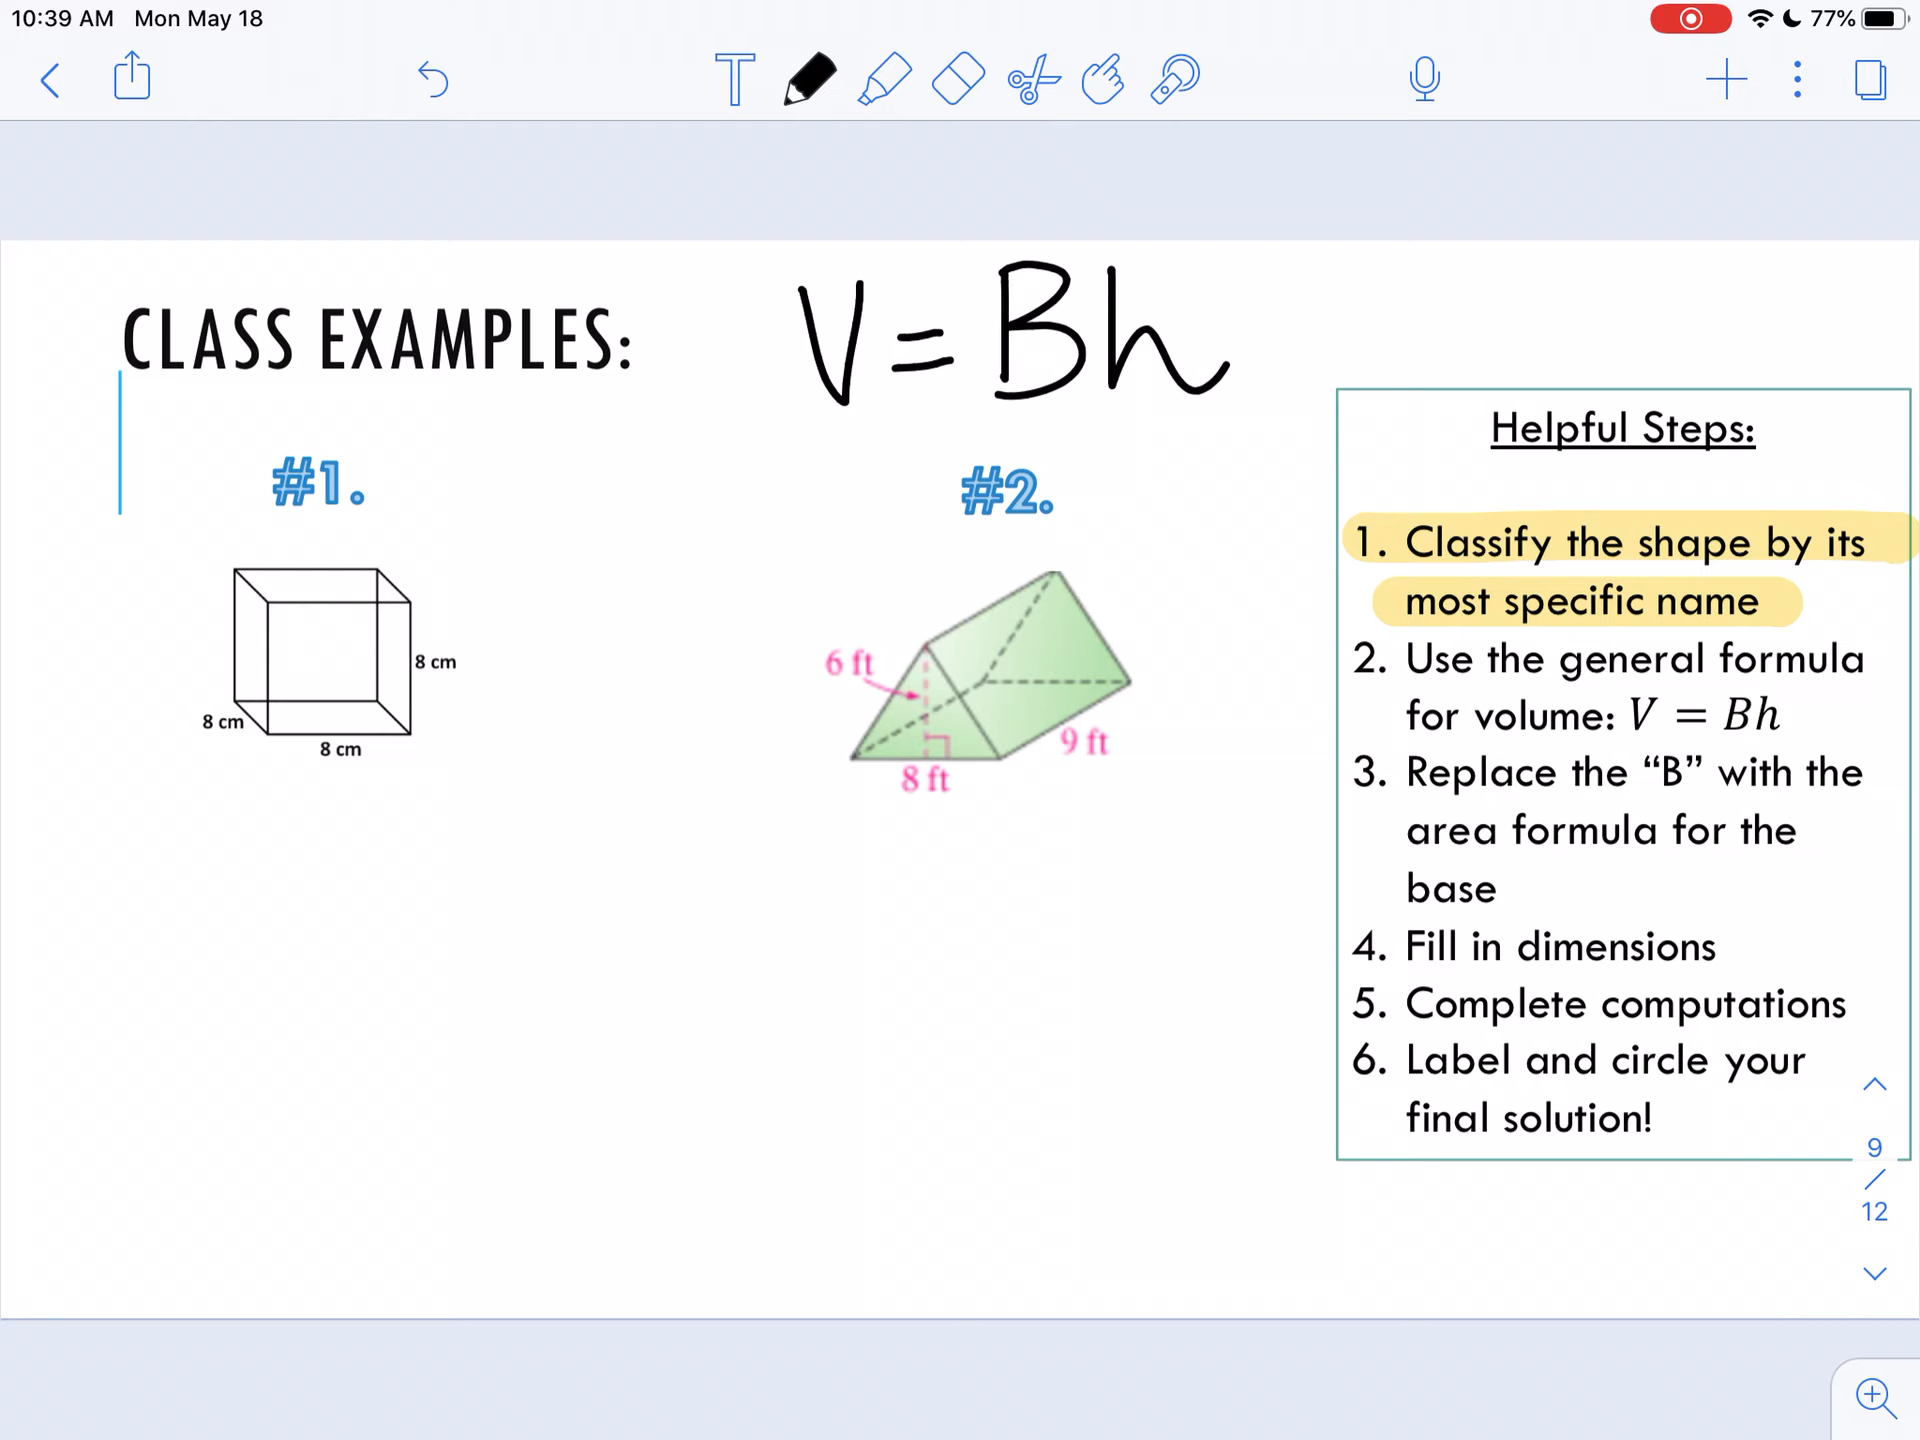 10:39 AM Mon May 18
77%
CLASS EXAMPLES:
V = Bh
#1.
8 cm
8 cm
8 cm
#2.
6 ft
9 ft
8 ft
Helpful Steps:
1. Classify the shape by its
most specific name
2. Use the general formula
for volume: V = Bh
3. Replace the “B” with the
area formula for the
base
4. Fill in dimensions
5. Complete computations
6. Label and circle your
final solution!
9
/
12